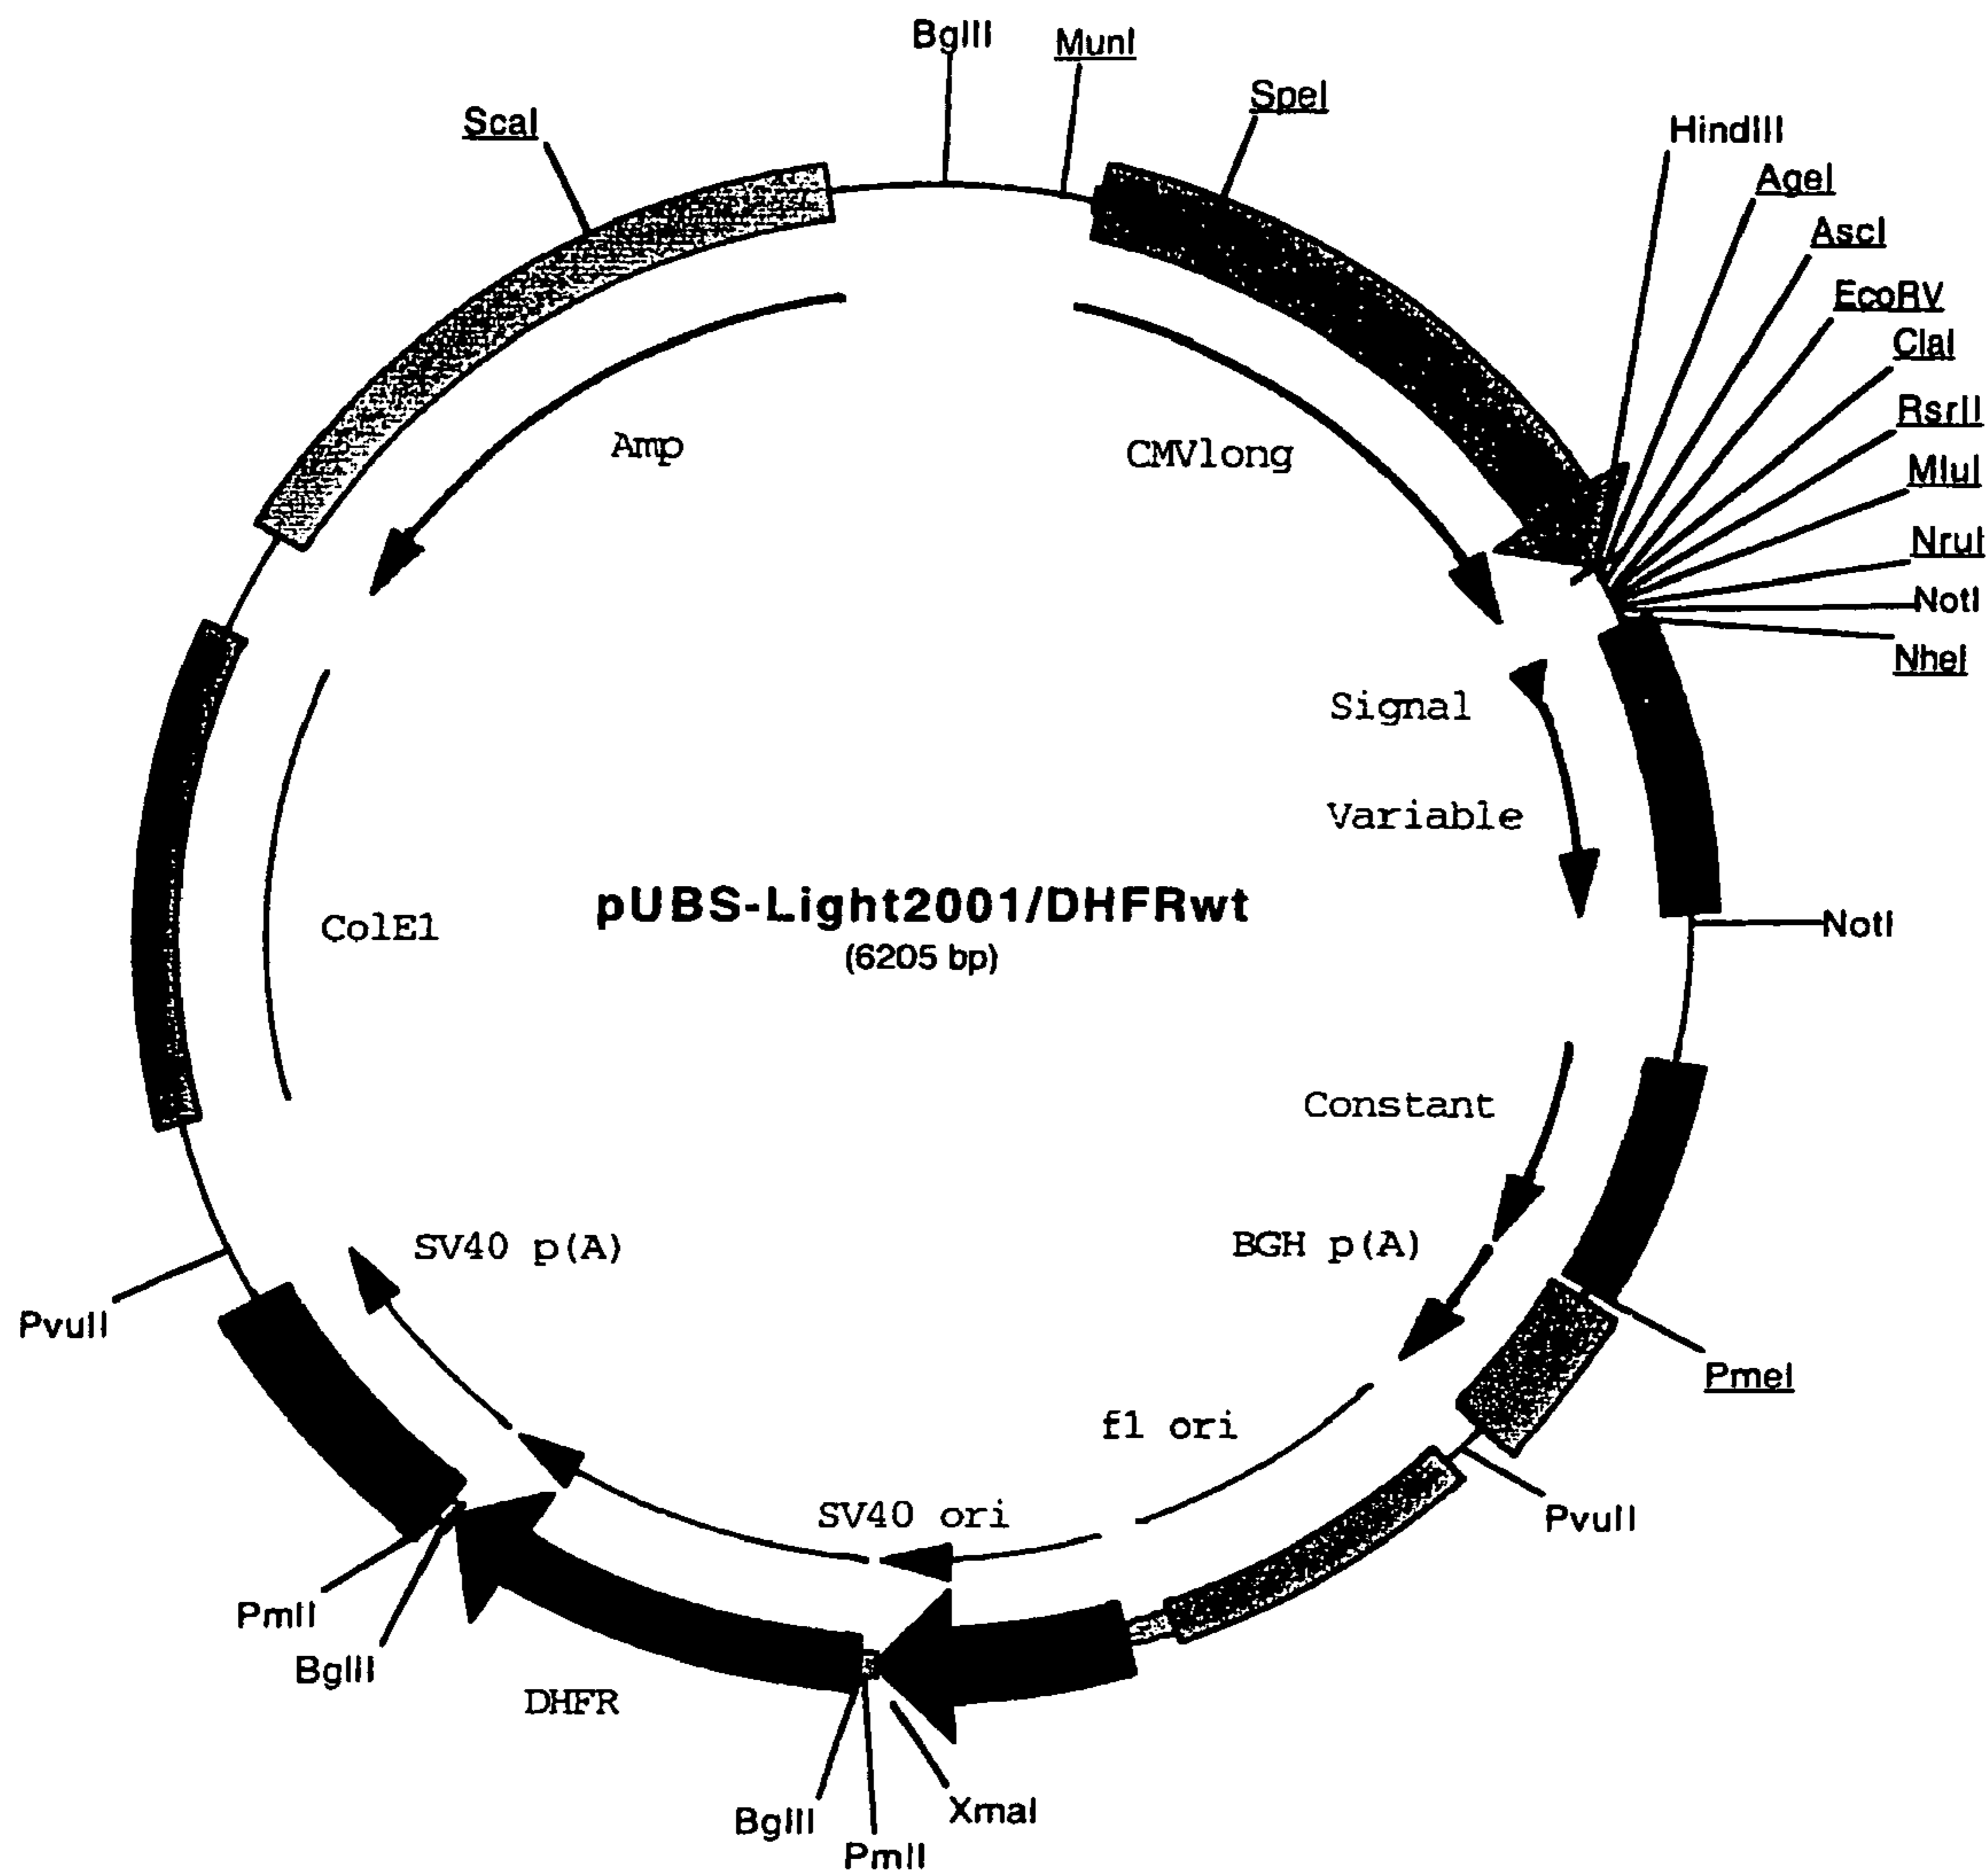 BglII
MunI
SpeI
ScaI
HindIII
AgeI
AscI
EcoRV
ClaI
RsrII
MluI
NruI
NotI
NheI
Amp
CMVlong
Signal
Variable
pUBS-Light2001/DHFRwt
(6205 bp)
ColE1
NotI
Constant
SV40 p(A)
BGH p(A)
PvuII
PmeI
f1 ori
SV40 ori
PvuII
PmlI
BglII
DHFR
BglII
PmlI
XmaI